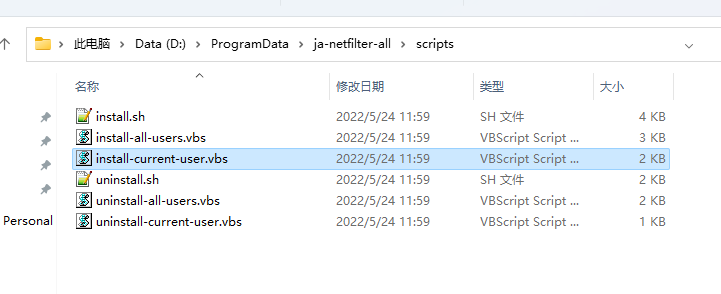 此电脑 > Data (D:) > ProgramData > ja-netfilter-all > scripts
名称 修改日期 类型 大小
install.sh 2022/5/24 11:59 SH 文件 4 KB
install-all-users.vbs 2022/5/24 11:59 VBScript Script ... 3 KB
install-current-user.vbs 2022/5/24 11:59 VBScript Script ... 2 KB
uninstall.sh 2022/5/24 11:59 SH 文件 2 KB
uninstall-all-users.vbs 2022/5/24 11:59 VBScript Script ... 2 KB
Personal uninstall-current-user.vbs 2022/5/24 11:59 VBScript Script ... 1 KB